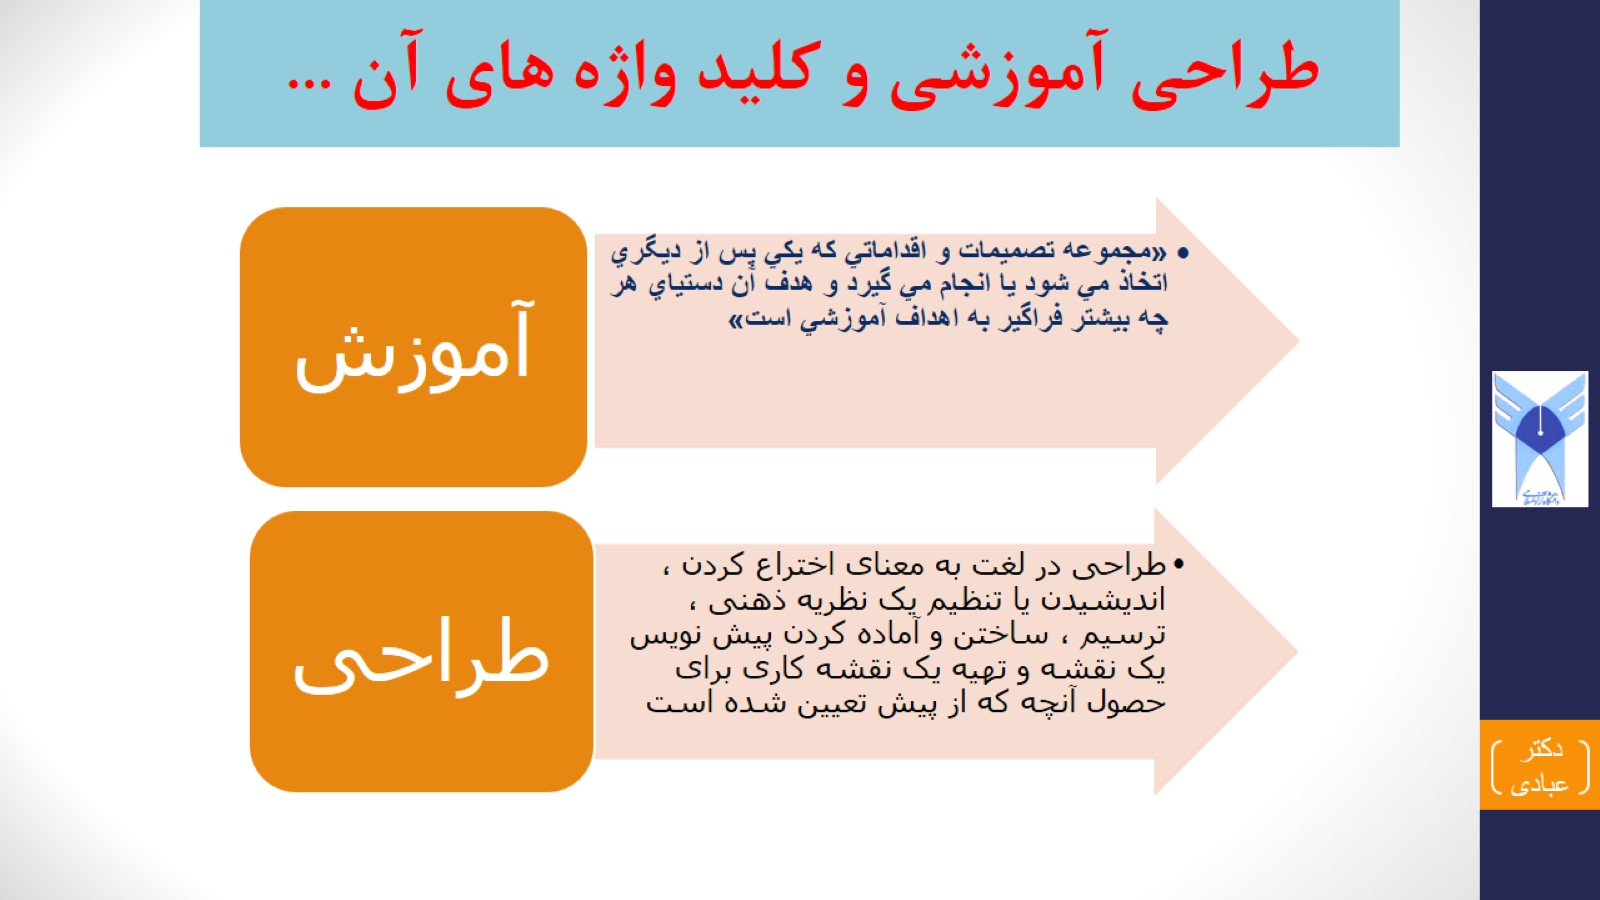 طراحی آموزشی و کلید واژه های آن ...
آموزش
• «مجموعه تصميمات و اقداماتي كه يكي پس از ديگري
اتخاذ مي شود يا انجام مي گيرد و هدف آن دستياي هر
چه بيشتر فراگير به اهداف آموزشي است»
طراحی
• طراحی در لغت به معنای اختراع کردن ،
اندیشیدن یا تنظیم یک نظریه ذهنی ،
ترسیم ، ساختن و آماده کردن پیش نویس
یک نقشه و تهیه یک نقشه کاری برای
حصول آنچه که از پیش تعیین شده است
دکتر
عبادی